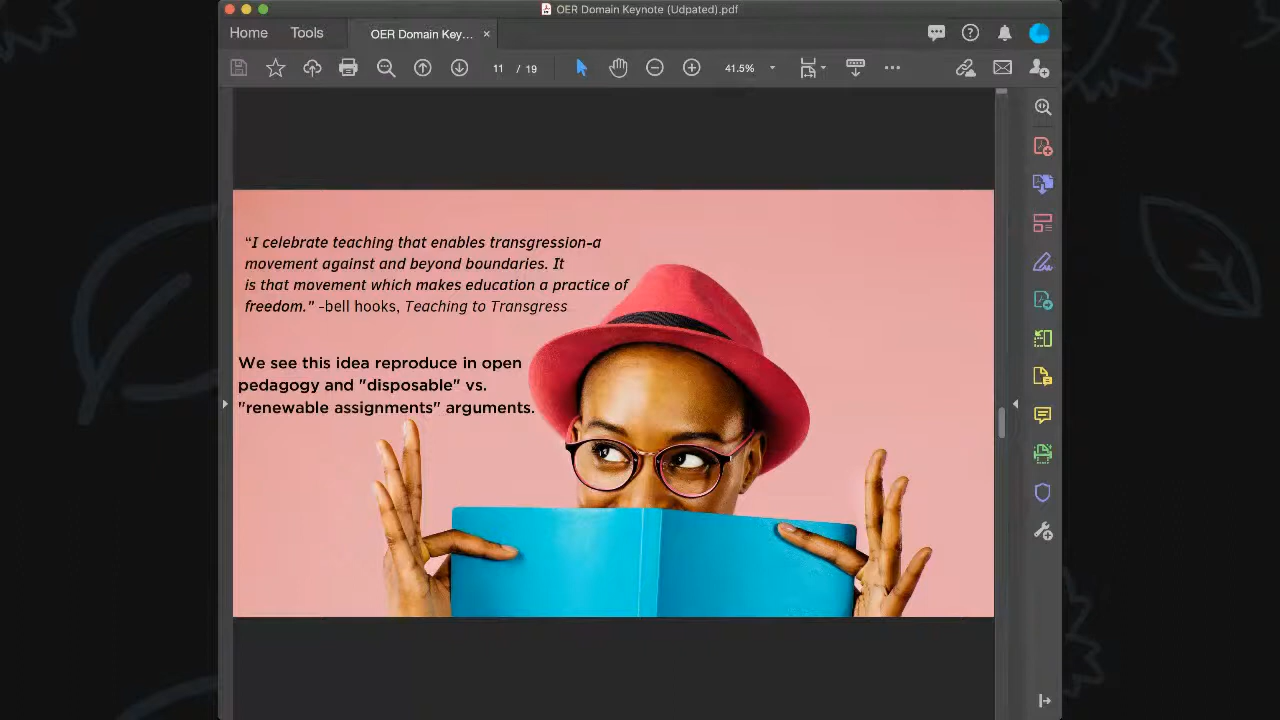 OER Domain Keynote (Udpated).pdf
Home
Tools
OER Domain Key...
11 / 19
41.5%
“I celebrate teaching that enables transgression-a
movement against and beyond boundaries. It
is that movement which makes education a practice of
freedom.” -bell hooks, Teaching to Transgress
We see this idea reproduce in open
pedagogy and "disposable" vs.
"renewable assignments" arguments.